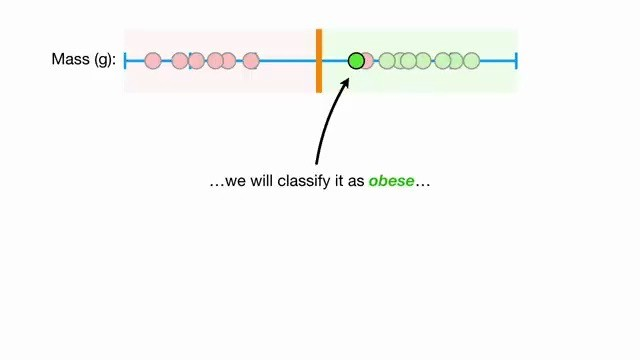 Mass (g):
…we will classify it as obese…